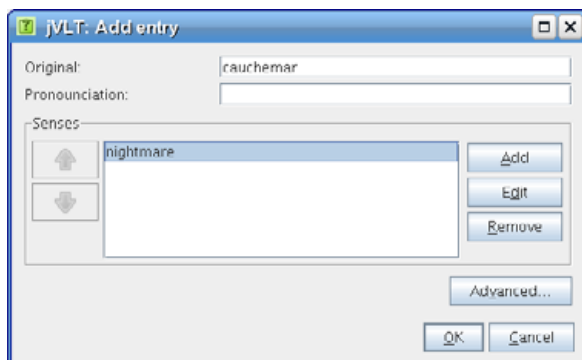 jVLT: Add entry
Original: cauchemar
Pronounciation:
Senses
nightmare
Add
Edit
Remove
Advanced...
OK Cancel